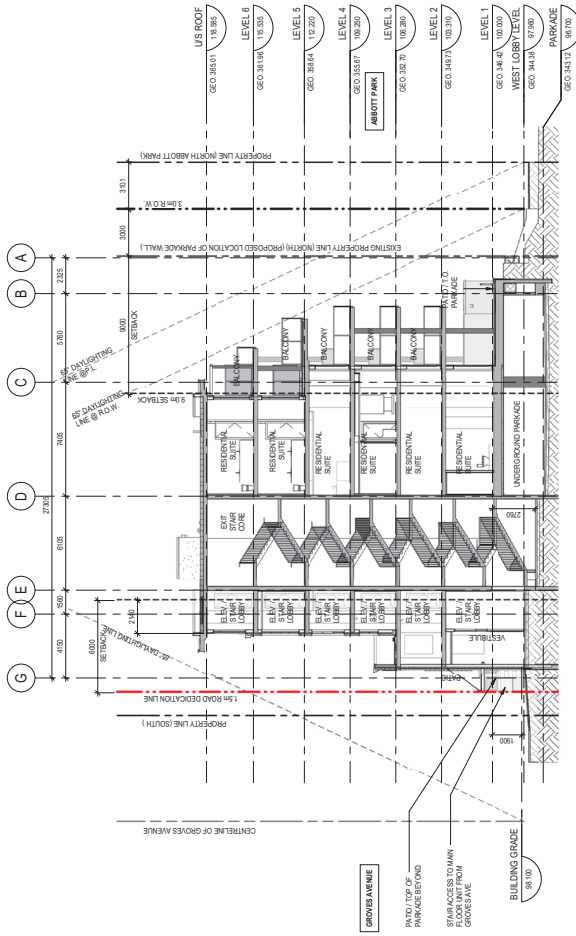 U/S ROOF
118.585
GEO. 365.01
LEVEL 6
115.535
GEO. 361.96
LEVEL 5
112.220
GEO. 358.64
LEVEL 4
109.250
GEO. 355.67
LEVEL 3
106.280
GEO. 352.70
LEVEL 2
103.310
GEO. 349.73
LEVEL 1
100.000
GEO. 346.42
WEST LOBBY LEVEL
97.960
GEO. 344.38
PARKADE
96.700
GEO. 343.12
ABBOTT PARK
PROPERTY LINE (NORTH ABBOTT PARK)
3101
3.0m R.O.W.
3000
EXISTING PROPERTY LINE (NORTH) (PROPOSED LOCATION OF PARKADE WALL)
A
B
C
D
E
F
G
2325
5760
7405
27305
6105
1560
4150
9000
SETBACK
65° DAYLIGHTING
LINE @P.L.
65° DAYLIGHTING
LINE @ R.O.W.
9.0m SETBACK
BALCONY
BALCONY
BALCONY
BALCONY
BALCONY
PATIO / T.O.
PARKADE
RESIDENTIAL
SUITE
RESIDENTIAL
SUITE
RESIDENTIAL
SUITE
RESIDENTIAL
SUITE
RESIDENTIAL
SUITE
RESIDENTIAL
SUITE
UNDERGROUND PARKADE
EXIT
STAIR
CORE
2760
ELEV. /
STAIR
LOBBY
ELEV. /
STAIR
LOBBY
ELEV. /
STAIR
LOBBY
ELEV. /
STAIR
LOBBY
ELEV. /
STAIR
LOBBY
VESTIBULE
2140
6000
SETBACK
65° DAYLIGHTING LINE
PATIO
1.5m ROAD DEDICATION LINE
PROPERTY LINE (SOUTH)
1900
CENTRELINE OF GROVES AVENUE
GROVES AVENUE
PATIO / TOP OF
PARKADE BEYOND.
STAIR ACCESS TO MAIN
FLOOR UNIT FROM
GROVES AVE.
BUILDING GRADE
98.100